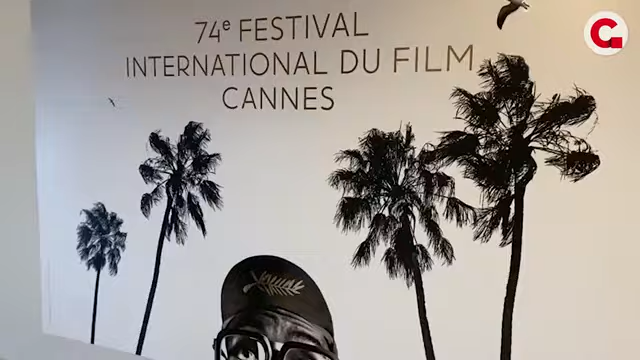 74e FESTIVAL
INTERNATIONAL DU FILM
CANNES